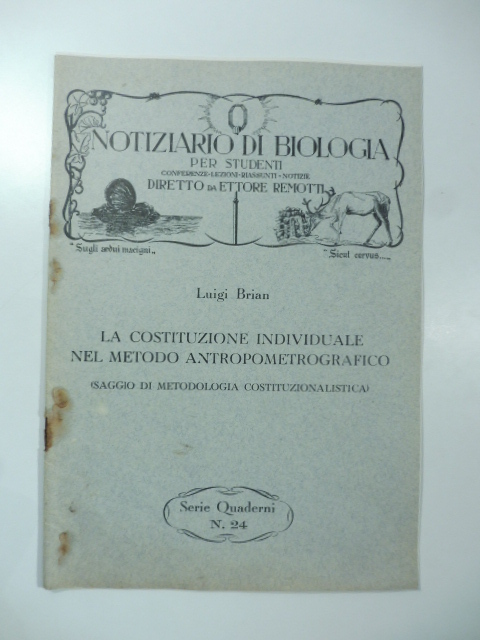 NOTIZIARIO DI BIOLOGIA
PER STUDENTI
CONFERENZE-LEZIONI-RIASSUNTI-NOTIZIE
DIRETTO DA ETTORE REMOTTI
"Sugli ardui macigni„
"Sicut cervus....„
Luigi Brian
LA COSTITUZIONE INDIVIDUALE
NEL METODO ANTROPOMETROGRAFICO
(SAGGIO DI METODOLOGIA COSTITUZIONALISTICA)
Serie Quaderni
N. 24